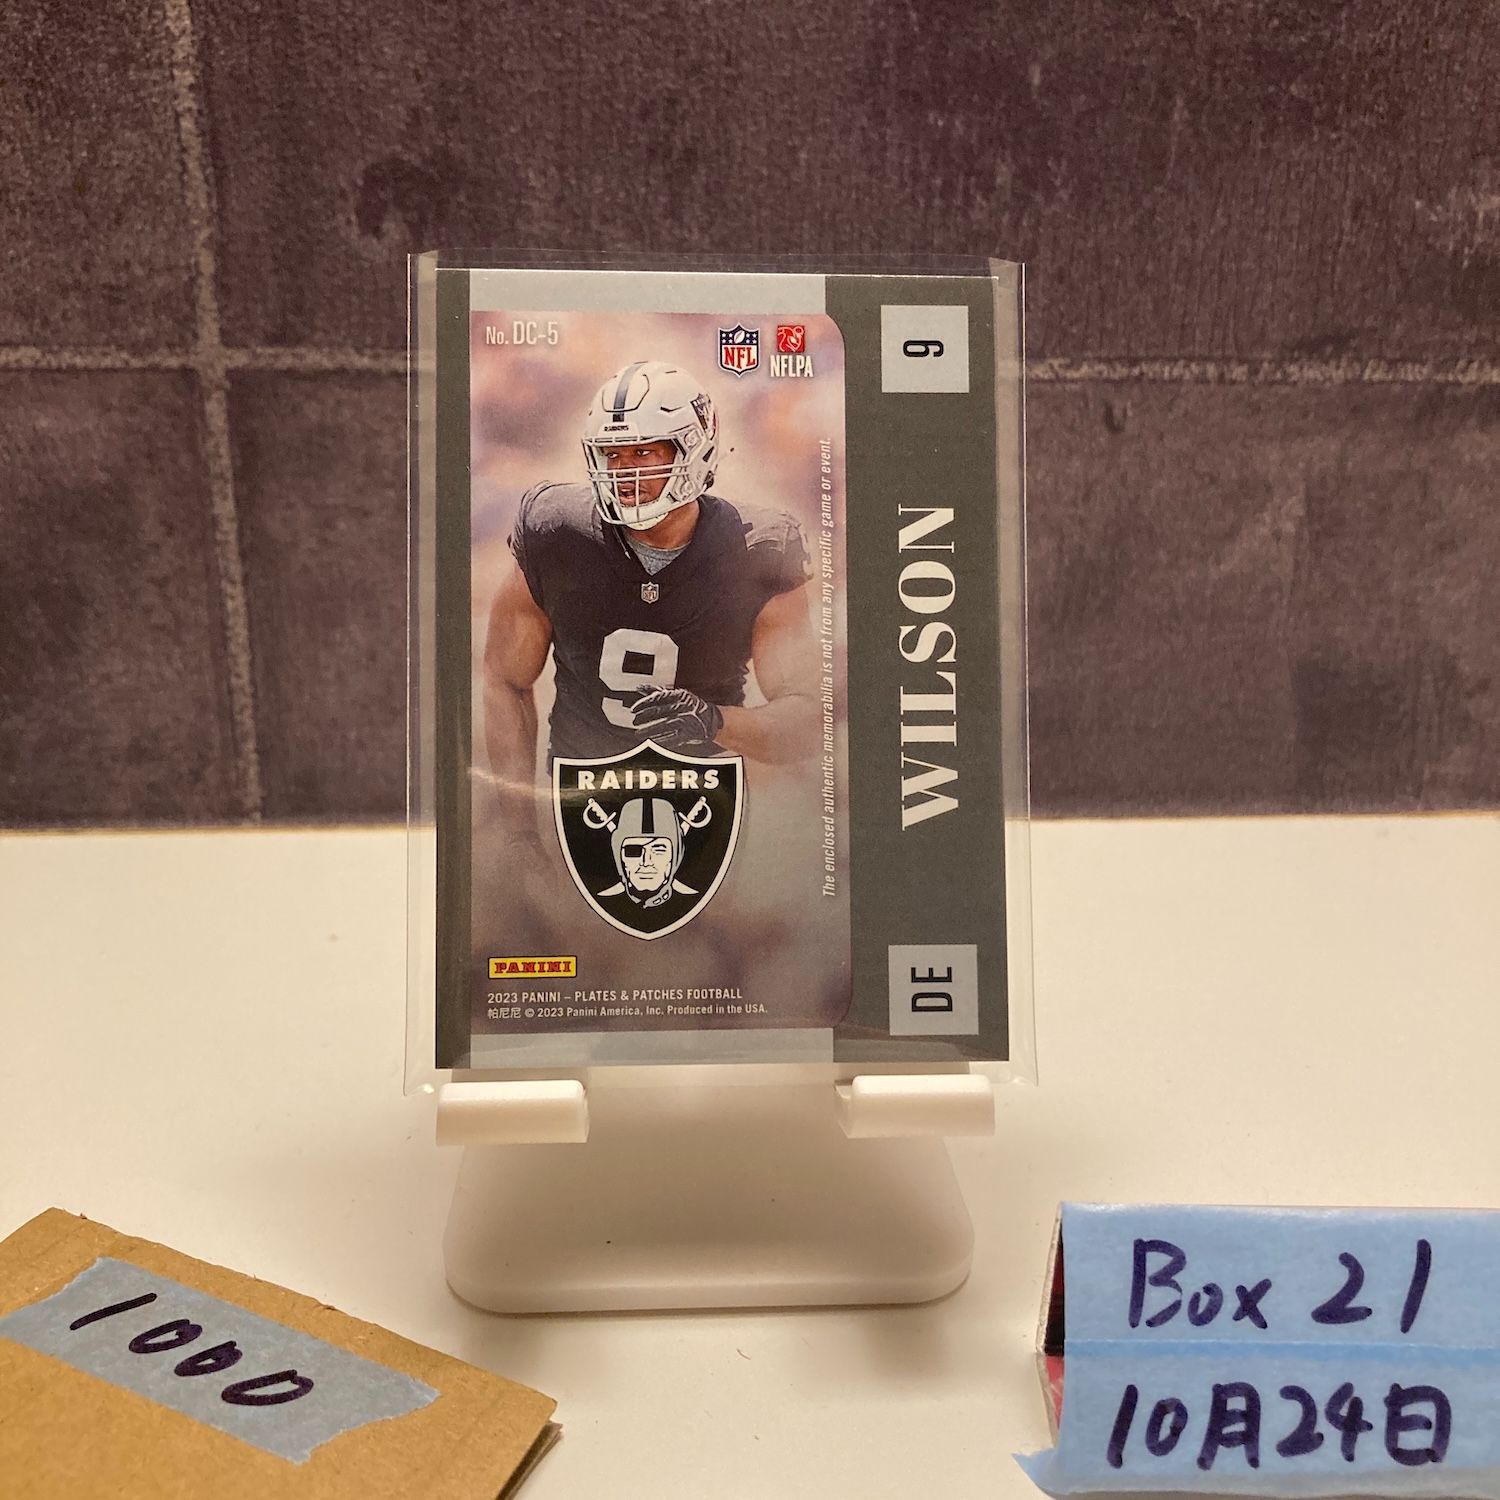 No. DC-5
NFL
NFLPA
RAIDERS
9
RAIDERS
The enclosed authentic memorabilia is not from any specific game or event.
PANINI
2023 PANINI – PLATES & PATCHES FOOTBALL
帕尼尼 © 2023 Panini America, Inc. Produced in the USA.
9
WILSON
DE
1000
Box 21
10月24日